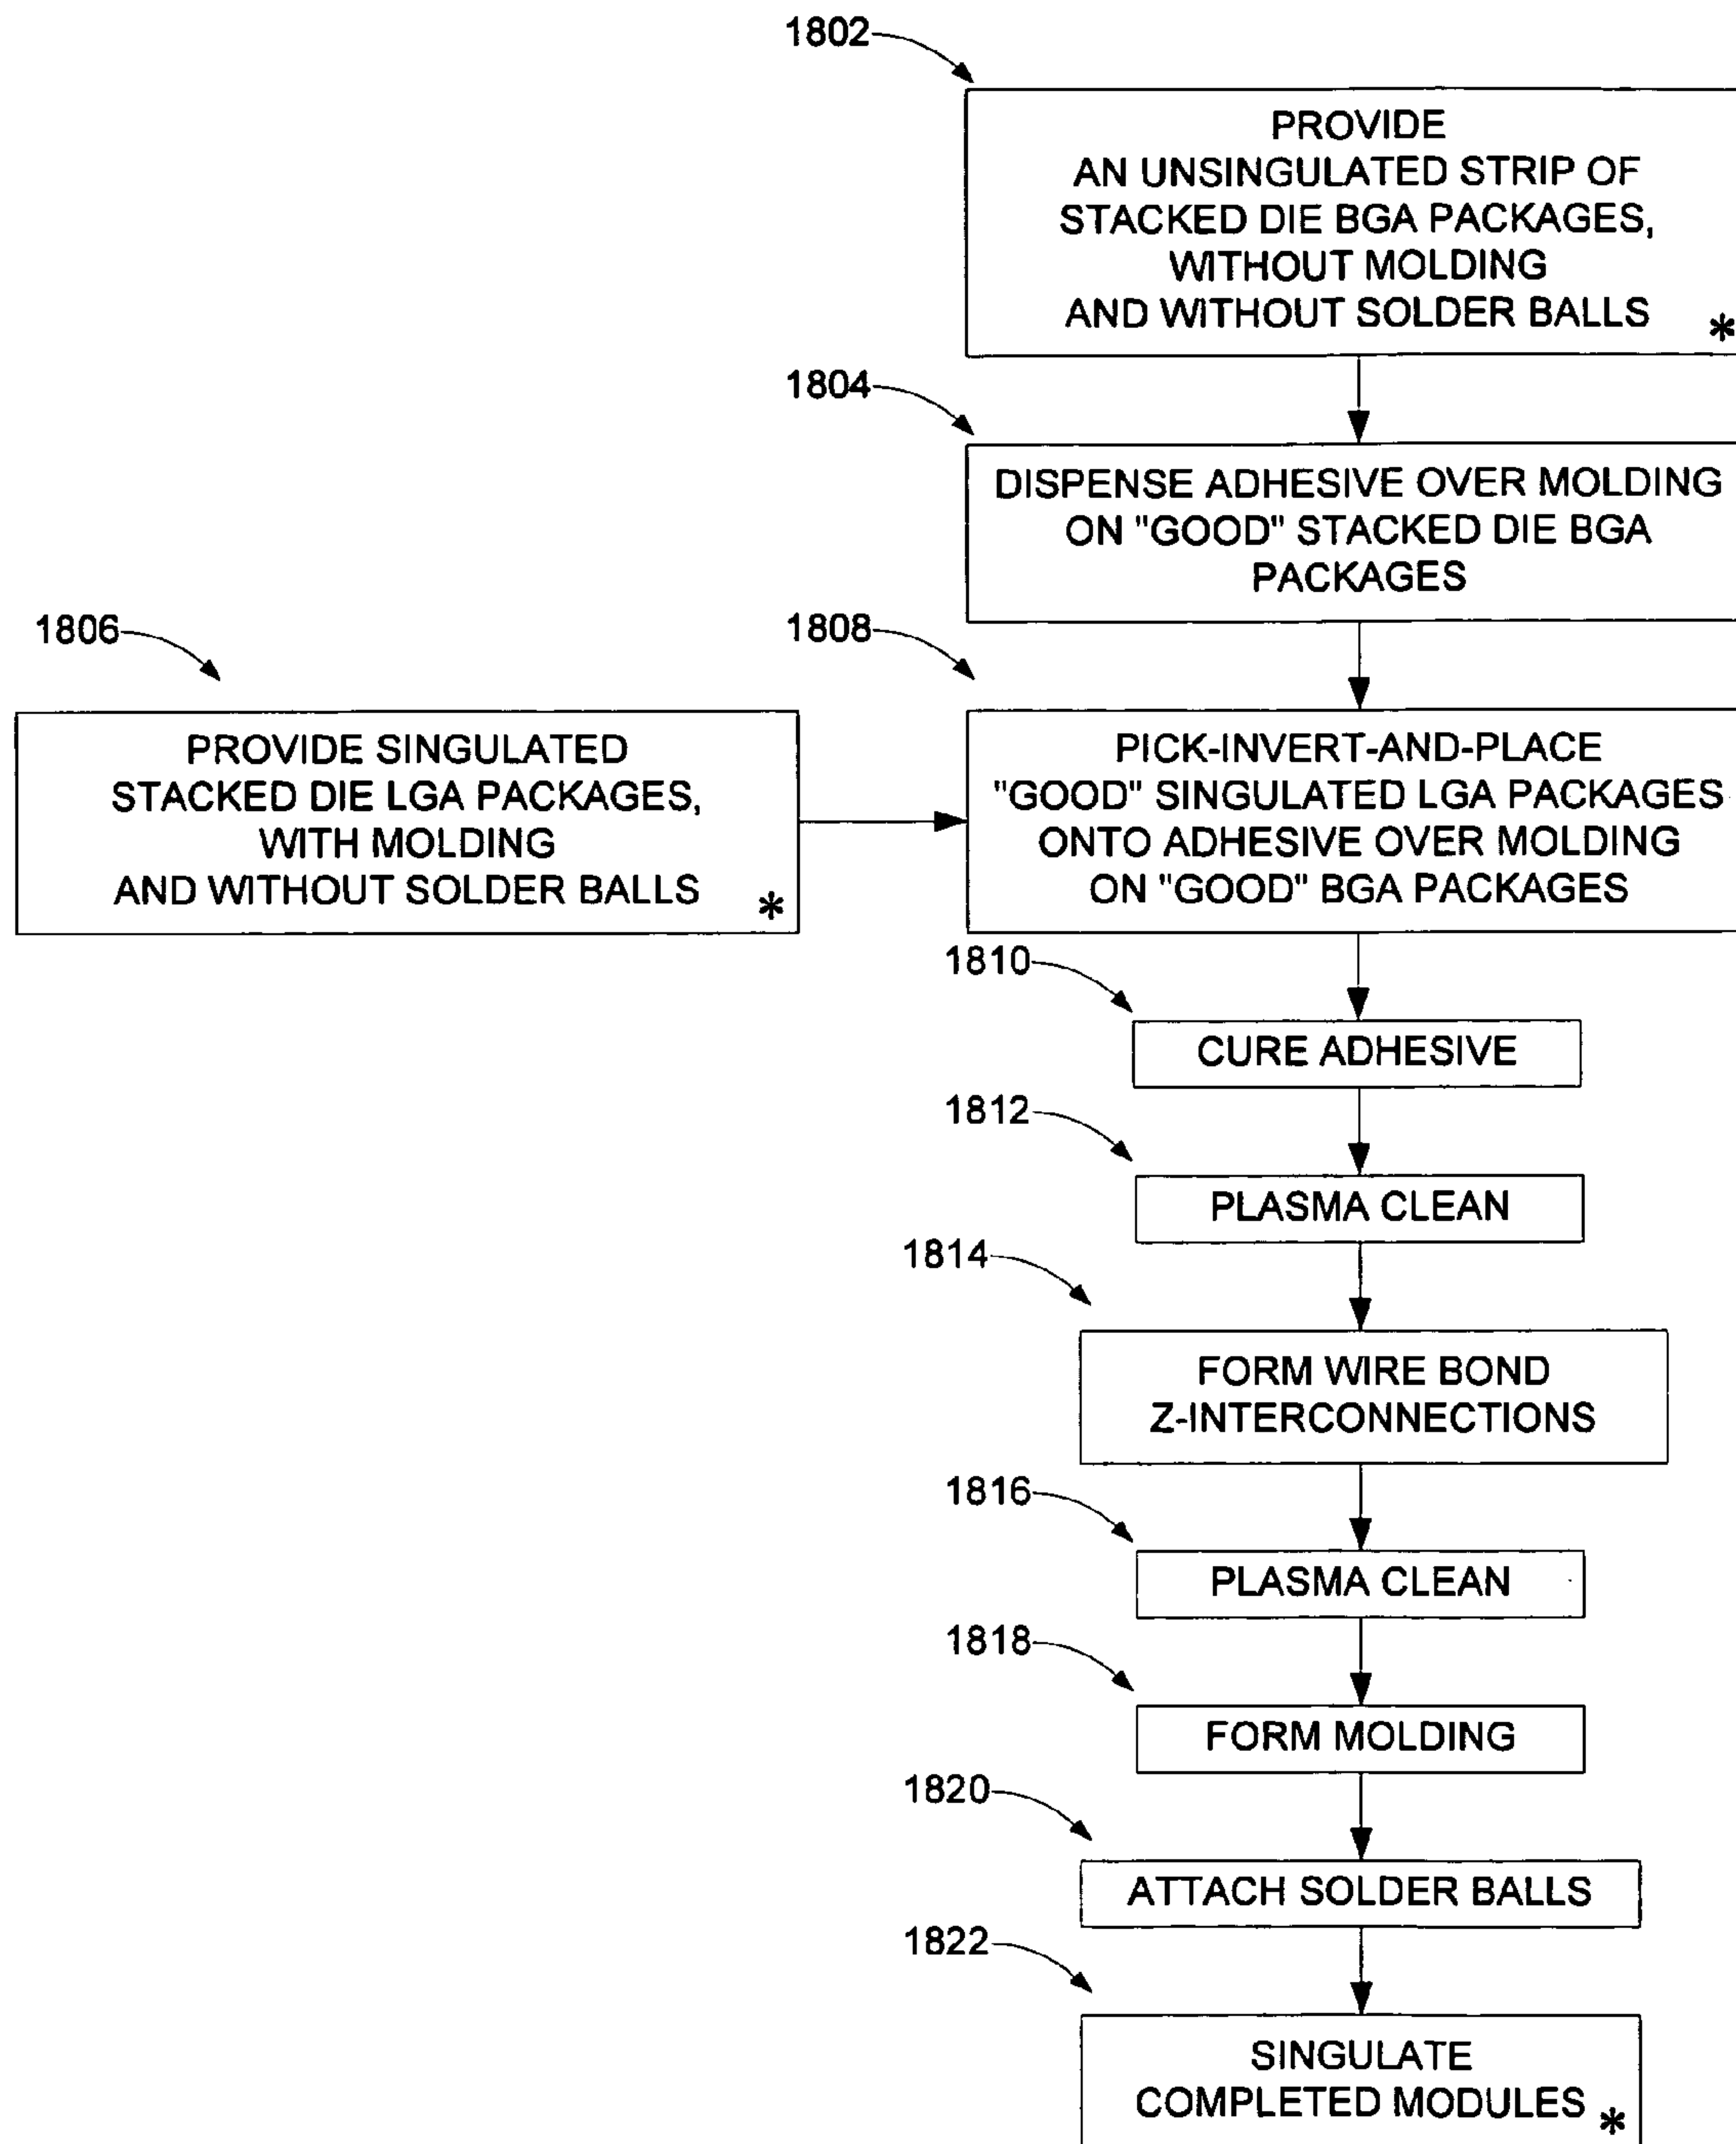 1802
PROVIDE
AN UNSINGULATED STRIP OF
STACKED DIE BGA PACKAGES,
WITHOUT MOLDING
AND WITHOUT SOLDER BALLS
*
1804
DISPENSE ADHESIVE OVER MOLDING
ON "GOOD" STACKED DIE BGA
PACKAGES
1806
PROVIDE SINGULATED
STACKED DIE LGA PACKAGES,
WITH MOLDING
AND WITHOUT SOLDER BALLS
*
1808
PICK-INVERT-AND-PLACE
"GOOD" SINGULATED LGA PACKAGES
ONTO ADHESIVE OVER MOLDING
ON "GOOD" BGA PACKAGES
1810
CURE ADHESIVE
1812
PLASMA CLEAN
1814
FORM WIRE BOND
Z-INTERCONNECTIONS
1816
PLASMA CLEAN
1818
FORM MOLDING
1820
ATTACH SOLDER BALLS
1822
SINGULATE
COMPLETED MODULES
*